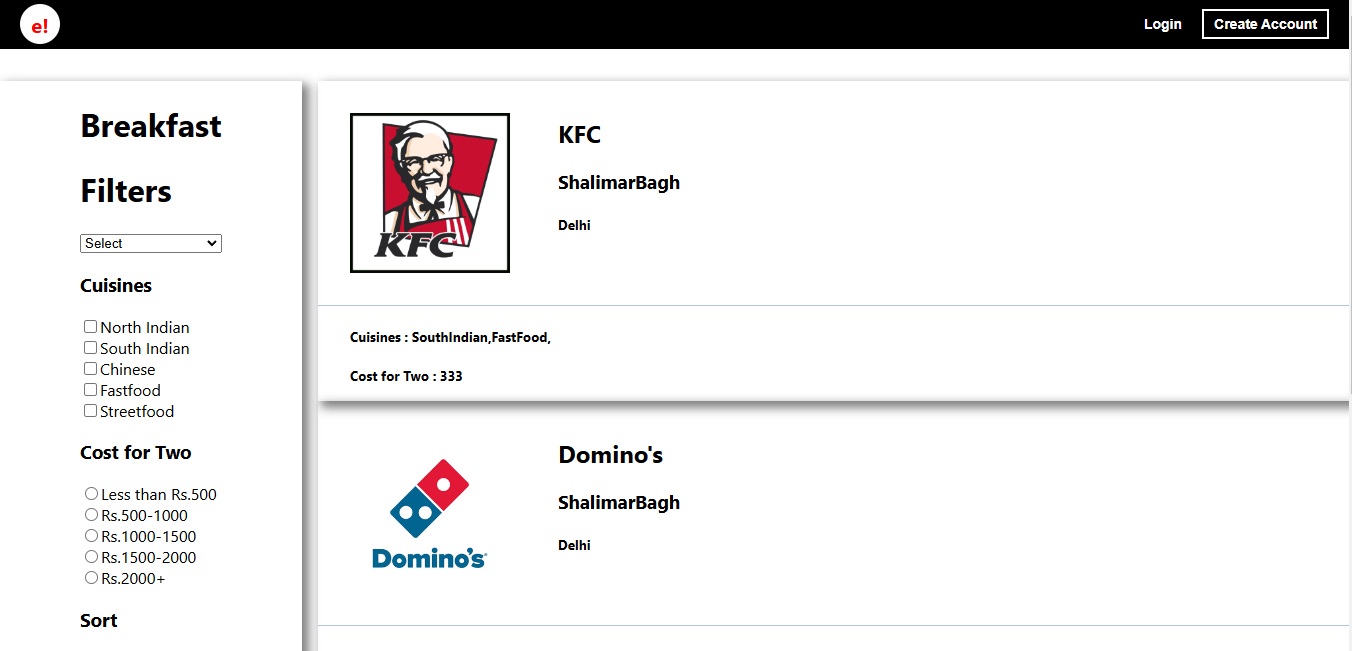 e!
Login
Create Account
Breakfast
Filters
Select
Cuisines
North Indian
South Indian
Chinese
Fastfood
Streetfood
Cost for Two
Less than Rs.500
Rs.500-1000
Rs.1000-1500
Rs.1500-2000
Rs.2000+
Sort
KFC
KFC
ShalimarBagh
Delhi
Cuisines : SouthIndian,FastFood,
Cost for Two : 333
Domino's
Domino's
ShalimarBagh
Delhi